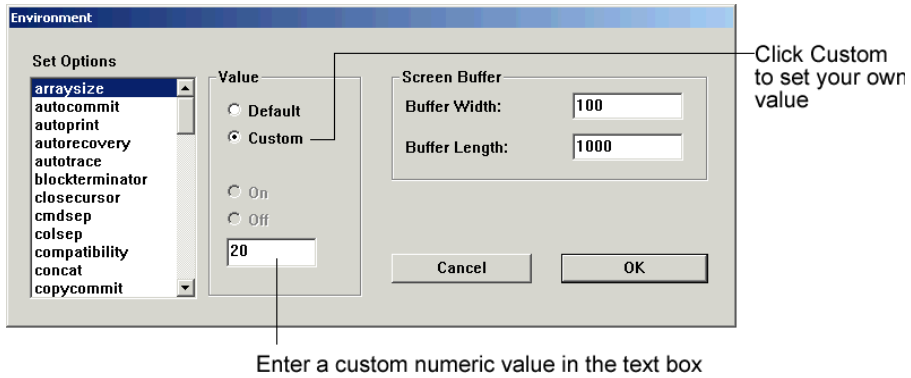 Environment
Set Options
arraysize
autocommit
autoprint
autorecovery
autotrace
blockterminator
closecursor
cmdsep
colsep
compatibility
concat
copycommit
Value
Default
Custom
On
Off
20
Screen Buffer
Buffer Width: 100
Buffer Length: 1000
Cancel OK
Click Custom
to set your own
value
Enter a custom numeric value in the text box